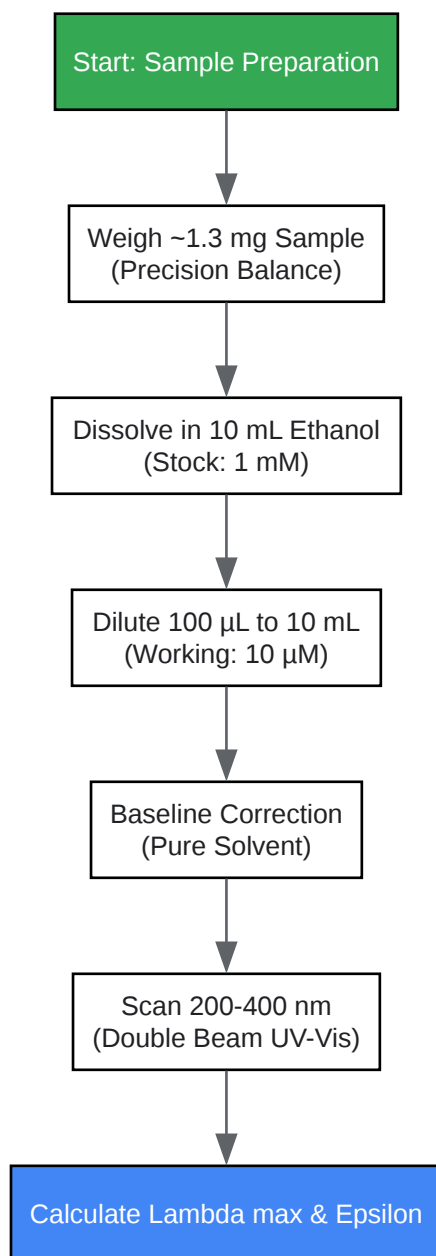 Start: Sample Preparation
Weigh ~1.3 mg Sample
(Precision Balance)
Dissolve in 10 mL Ethanol
(Stock: 1 mM)
Dilute 100 µL to 10 mL
(Working: 10 µM)
Baseline Correction
(Pure Solvent)
Scan 200-400 nm
(Double Beam UV-Vis)
Calculate Lambda max & Epsilon